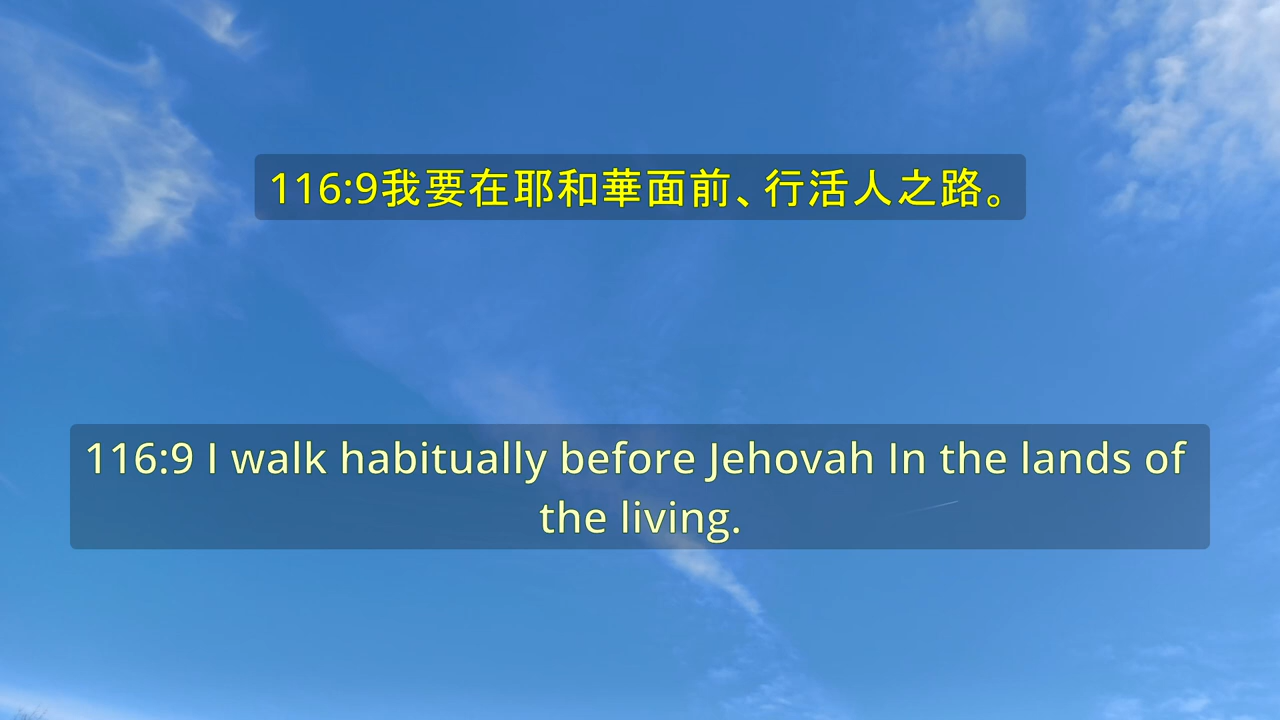 116:9我要在耶和華面前、行活人之路。
116:9 I walk habitually before Jehovah In the lands of
the living.